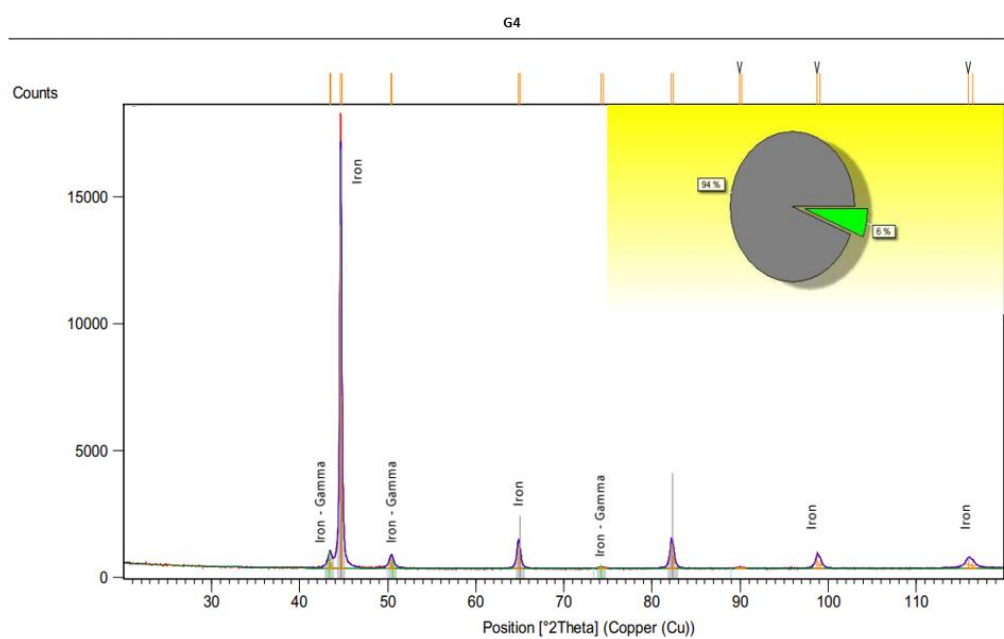 G4
Counts
V
V
V
94 %
6 %
Iron
15000
10000
5000
0
Iron - Gamma
Iron - Gamma
Iron
Iron - Gamma
Iron
Iron
30
40
50
60
70
80
90
100
110
Position [°2Theta] (Copper (Cu))